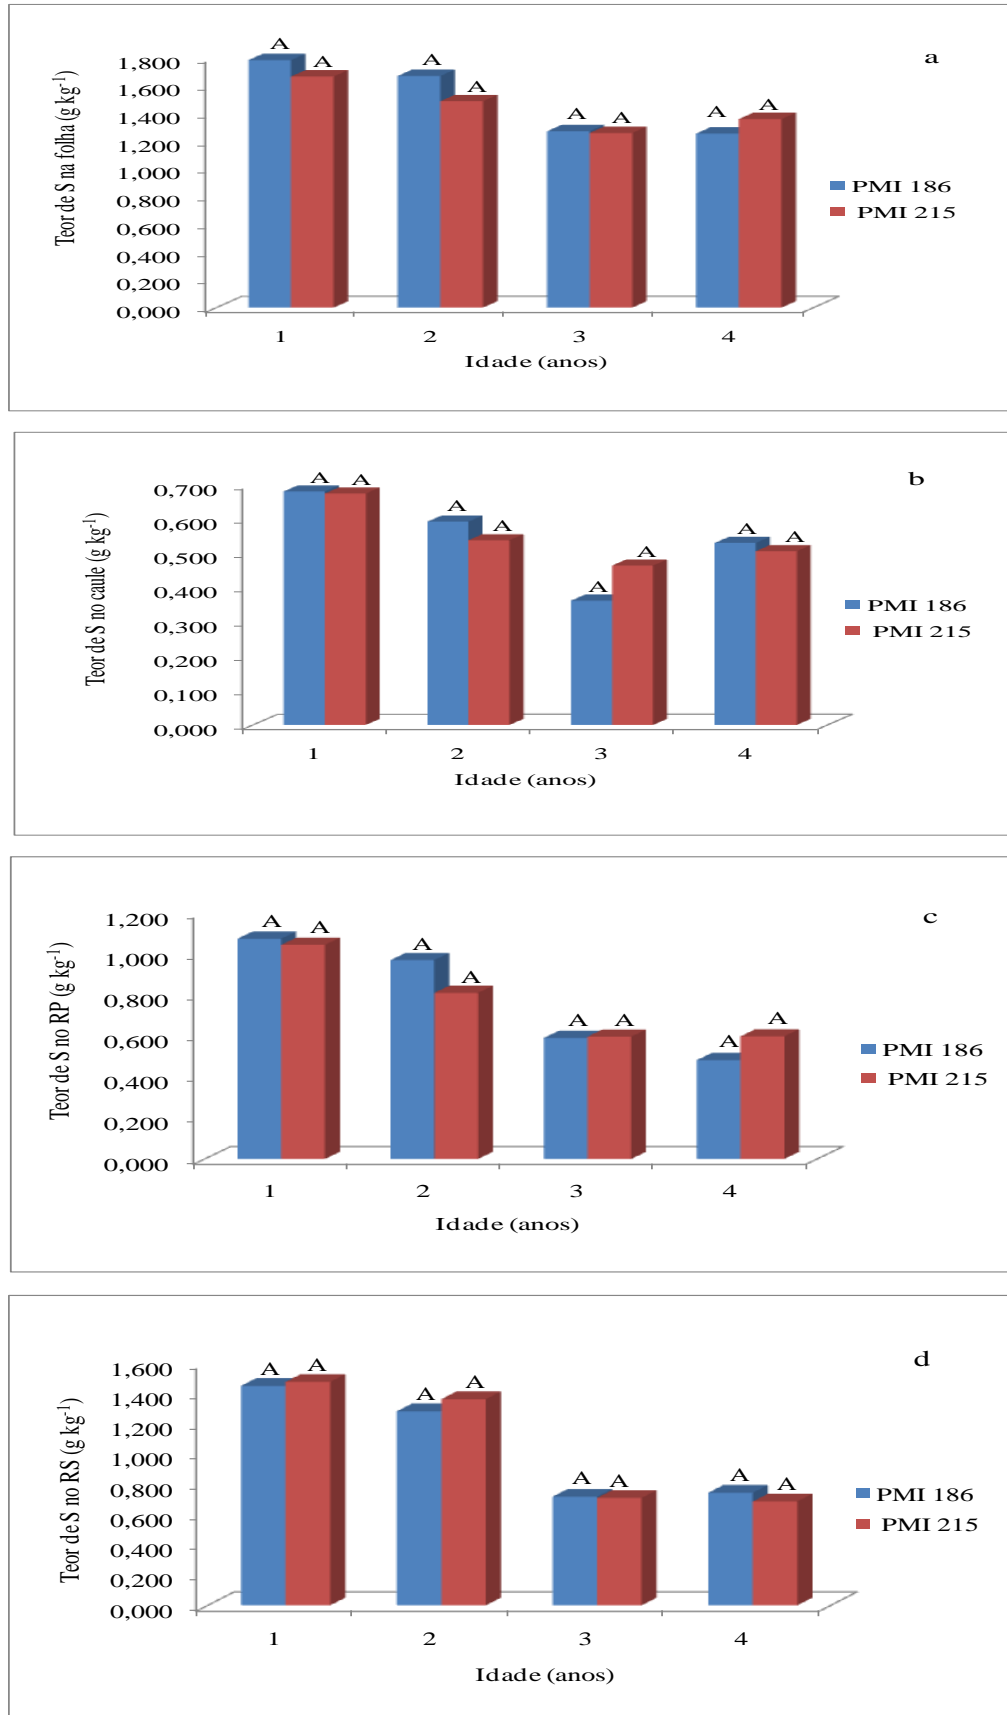 a
A A A A A A A A
Teor de S na folha (g kg⁻¹)
1,800
1,600
1,400
1,200
1,000
0,800
0,600
0,400
0,200
0,000
1 2 3 4
Idade (anos)
PMI 186
PMI 215
b
A A A A A A A A
Teor de S no caule (g kg⁻¹)
0,700
0,600
0,500
0,400
0,300
0,200
0,100
0,000
1 2 3 4
Idade (anos)
PMI 186
PMI 215
c
A A A A A A A A
Teor de S no RP (g kg⁻¹)
1,200
1,000
0,800
0,600
0,400
0,200
0,000
1 2 3 4
Idade (anos)
PMI 186
PMI 215
d
A A A A A A A A
Teor de S no RS (g kg⁻¹)
1,600
1,400
1,200
1,000
0,800
0,600
0,400
0,200
0,000
1 2 3 4
Idade (anos)
PMI 186
PMI 215